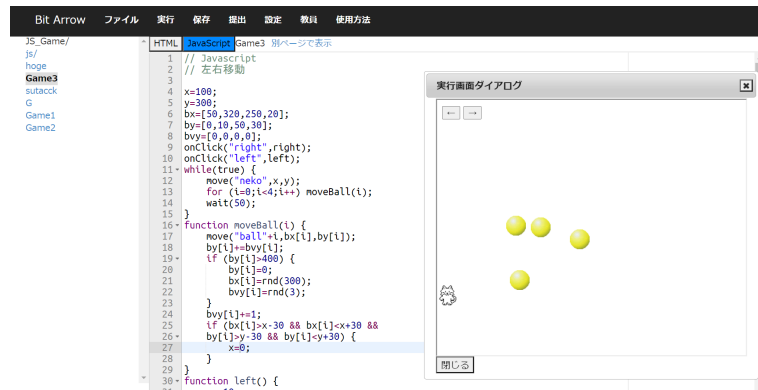 Bit Arrow ファイル 実行 保存 提出 設定 教員 使用方法
JS_Game/
js/
hoge
Game3
sutacck
G
Game1
Game2
HTML JavaScript Game3 別ページで表示
1 // Javascript
2 // 左右移動
3
4 x=100;
5 y=300;
6 bx=[50,320,250,20];
7 by=[0,10,50,30];
8 bvy=[0,0,0,0];
9 onClick("right",right);
10 onClick("left",left);
11 while(true) {
12 move("neko",x,y);
13 for (i=0;i<4;i++) moveBall(i);
14 wait(50);
15 }
16 function moveBall(i) {
17 move("ball"+i,bx[i],by[i]);
18 by[i]+=bvy[i];
19 if (by[i]>400) {
20 by[i]=0;
21 bx[i]=rnd(300);
22 bvy[i]=rnd(3);
23 }
24 bvy[i]+=1;
25 if (bx[i]>x-30 && bx[i]<x+30 &&
26 by[i]>y-30 && by[i]<y+30) {
27 x=0;
28 }
29 }
30 function left() {
実行画面ダイアログ
← →
閉じる